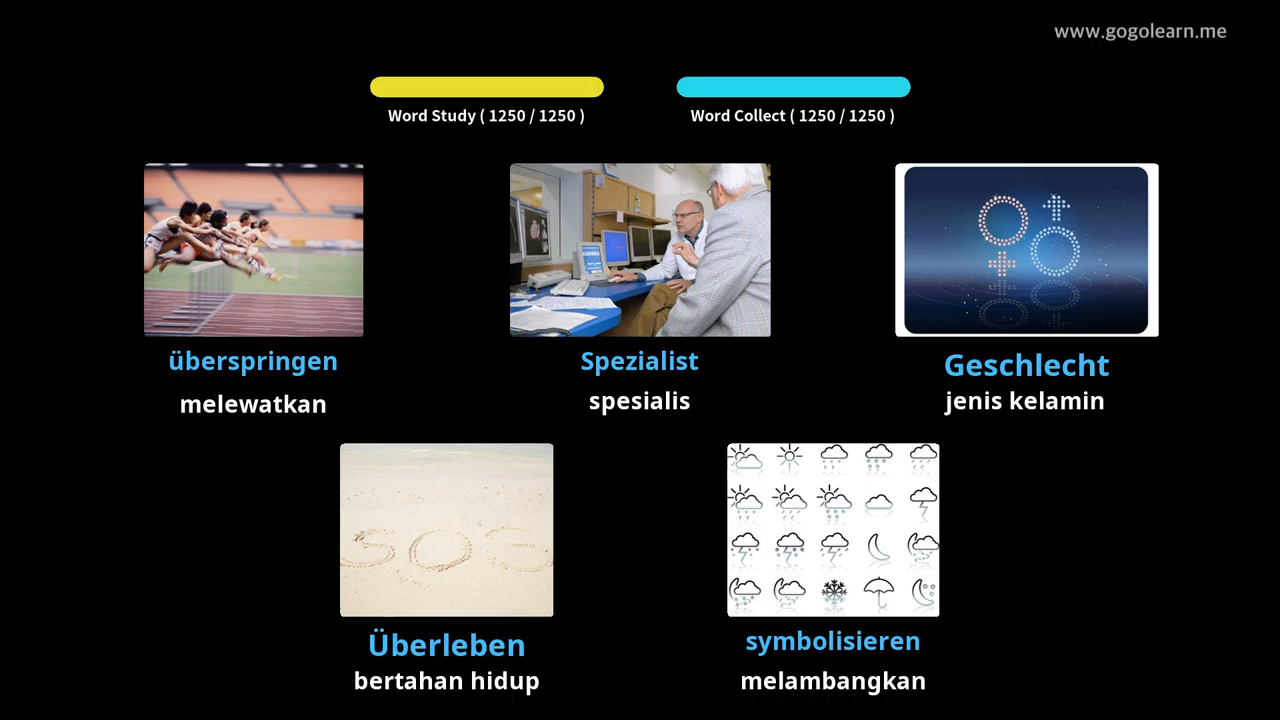 www.gogolearn.me
Word Study ( 1250 / 1250 )
Word Collect ( 1250 / 1250 )
überspringen
melewatkan
Spezialist
spesialis
Geschlecht
jenis kelamin
SOS
Überleben
bertahan hidup
symbolisieren
melambangkan